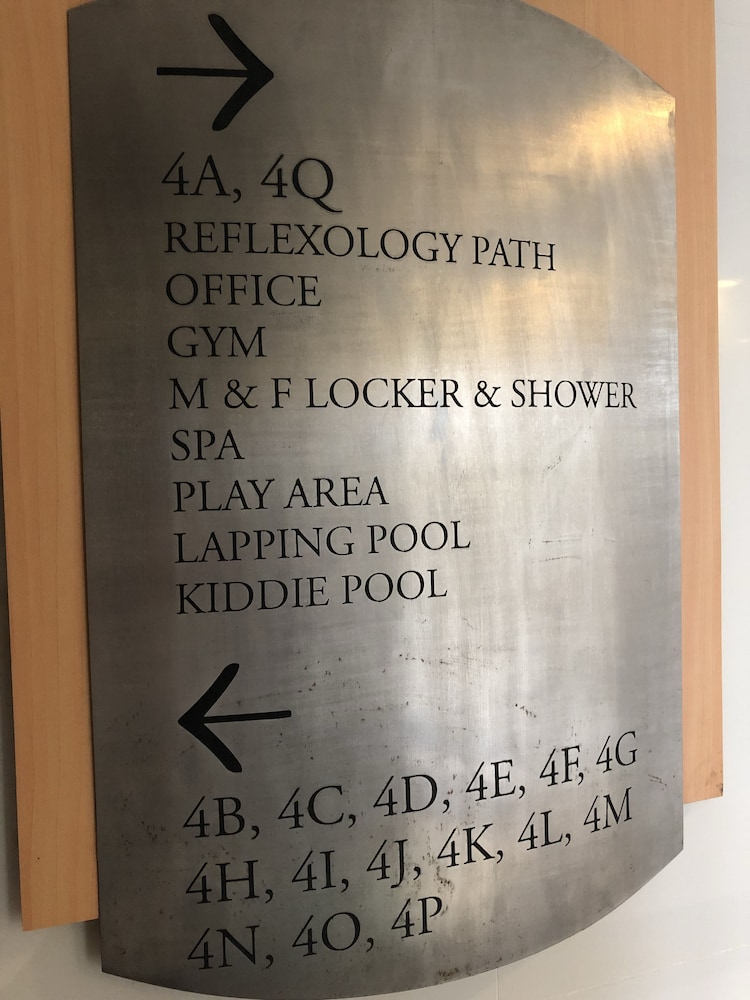 4A, 4Q
REFLEXOLOGY PATH
OFFICE
GYM
M & F LOCKER & SHOWER
SPA
PLAY AREA
LAPPING POOL
KIDDIE POOL
4B, 4C, 4D, 4E, 4F, 4G
4H, 4I, 4J, 4K, 4L, 4M
4N, 4O, 4P